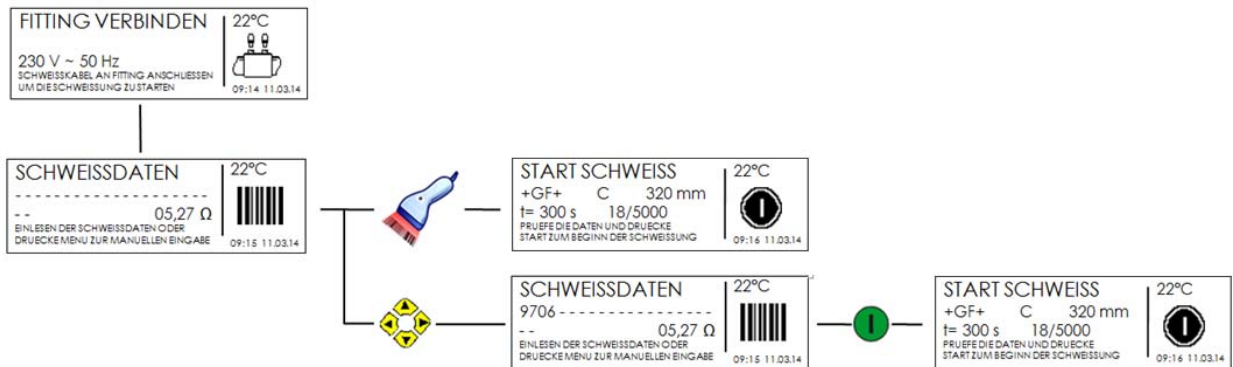 FITTING VERBINDEN
22°C
230 V ~ 50 Hz
SCHWEISSKABEL AN FITTING ANSCHLIESSEN
UM DIE SCHWEISSUNG ZU STARTEN
09:14 11.03.14
SCHWEISSDATEN
22°C
- - - - - - - - - - - - - - - - - - - -
- - 05,27 Ω
EINLESEN DER SCHWEISSDATEN ODER
DRUECKE MENU ZUR MANUELLEN EINGABE
09:15 11.03.14
START SCHWEISS
22°C
+GF+ C 320 mm
t= 300 s 18/5000
PRUEFE DIE DATEN UND DRUECKE
START ZUM BEGINN DER SCHWEISSUNG
09:16 11.03.14
SCHWEISSDATEN
22°C
9706 - - - - - - - - - - - - - - - -
- - 05,27 Ω
EINLESEN DER SCHWEISSDATEN ODER
DRUECKE MENU ZUR MANUELLEN EINGABE
09:15 11.03.14
START SCHWEISS
22°C
+GF+ C 320 mm
t= 300 s 18/5000
PRUEFE DIE DATEN UND DRUECKE
START ZUM BEGINN DER SCHWEISSUNG
09:16 11.03.14